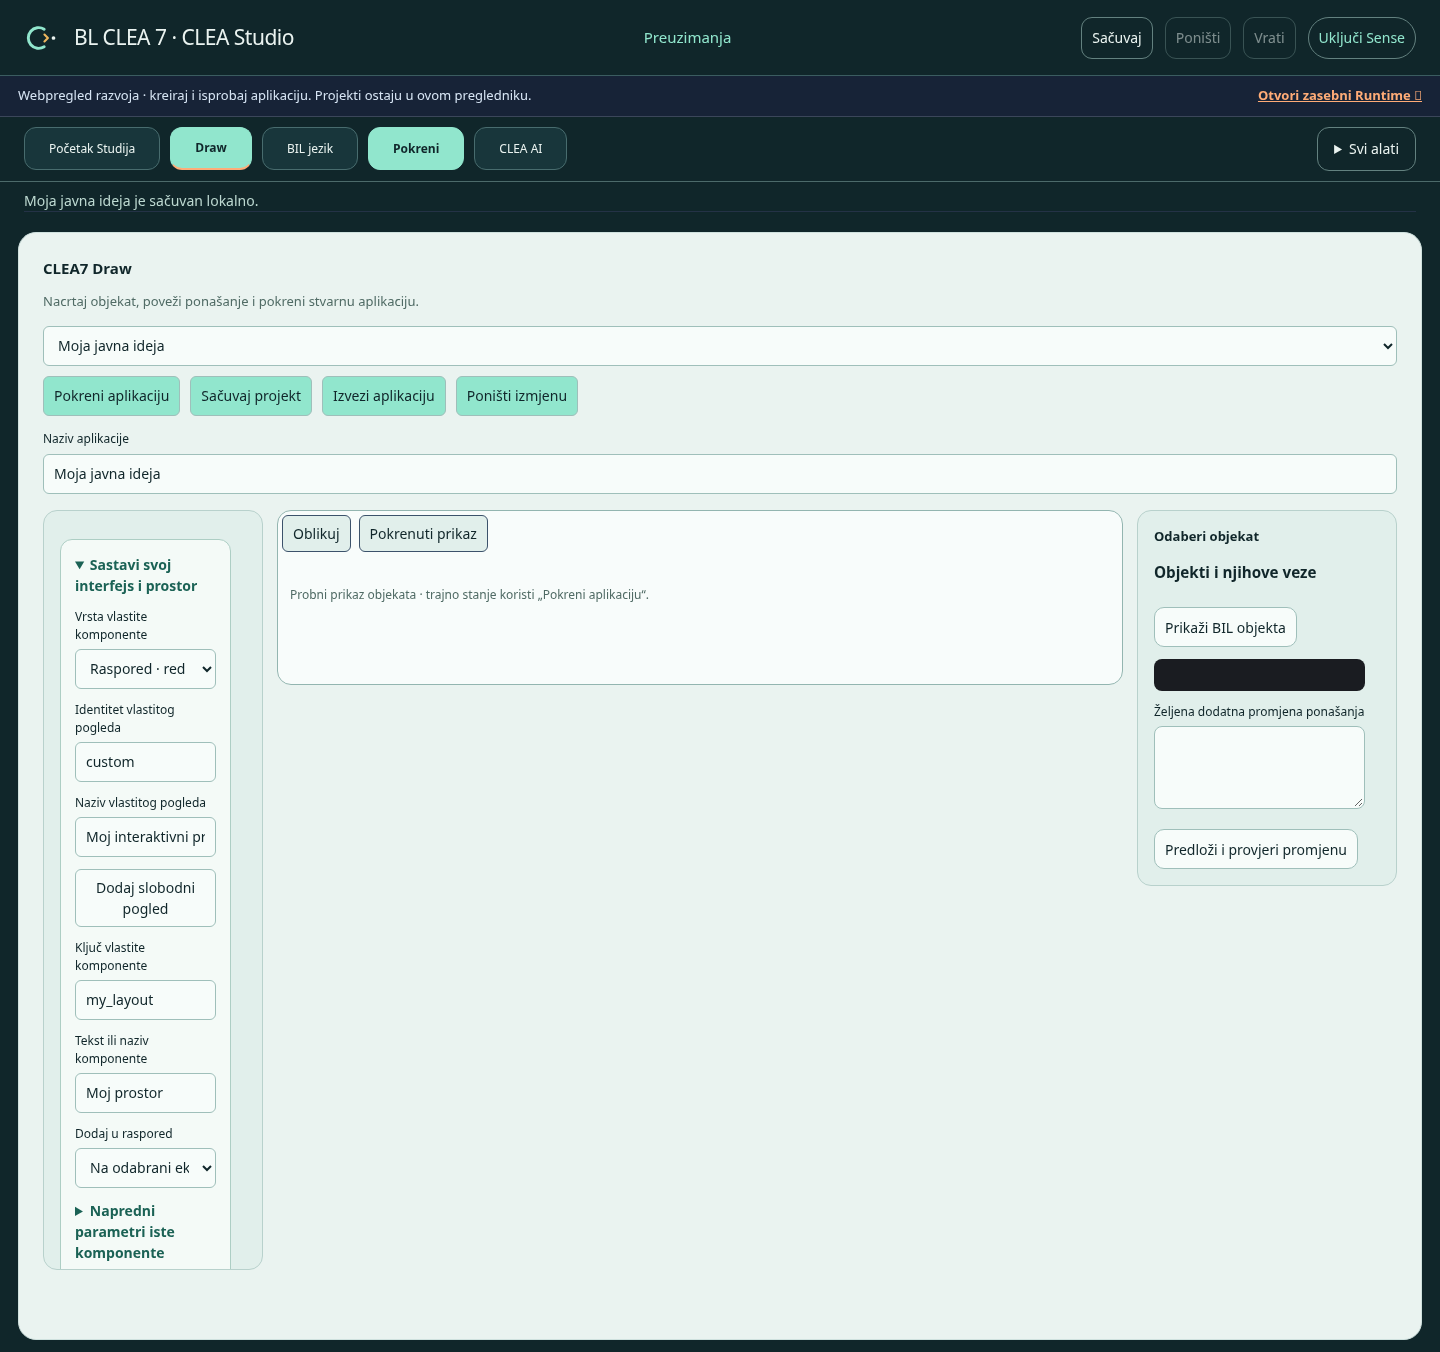 BL CLEA 7 · CLEA Studio
Preuzimanja
Sačuvaj
Poništi
Vrati
Uključi Sense
Webpregled razvoja · kreiraj i isprobaj aplikaciju. Projekti ostaju u ovom pregledniku.
Otvori zasebni Runtime
Početak Studija
Draw
BIL jezik
Pokreni
CLEA AI
Svi alati
Moja javna ideja je sačuvan lokalno.
CLEA7 Draw
Nacrtaj objekat, poveži ponašanje i pokreni stvarnu aplikaciju.
Moja javna ideja
Pokreni aplikaciju
Sačuvaj projekt
Izvezi aplikaciju
Poništi izmjenu
Naziv aplikacije
Moja javna ideja
Sastavi svoj
interfejs i prostor
Vrsta vlastite
komponente
Raspored · red
Identitet vlastitog
pogleda
custom
Naziv vlastitog pogleda
Moj interaktivni pr
Dodaj slobodni
pogled
Ključ vlastite
komponente
my_layout
Tekst ili naziv
komponente
Moj prostor
Dodaj u raspored
Na odabrani ek
Napredni
parametri iste
komponente
Oblikuj
Pokrenuti prikaz
Probni prikaz objekata · trajno stanje koristi „Pokreni aplikaciju“.
Odaberi objekat
Objekti i njihove veze
Prikaži BIL objekta
Željena dodatna promjena ponašanja
Predloži i provjeri promjenu